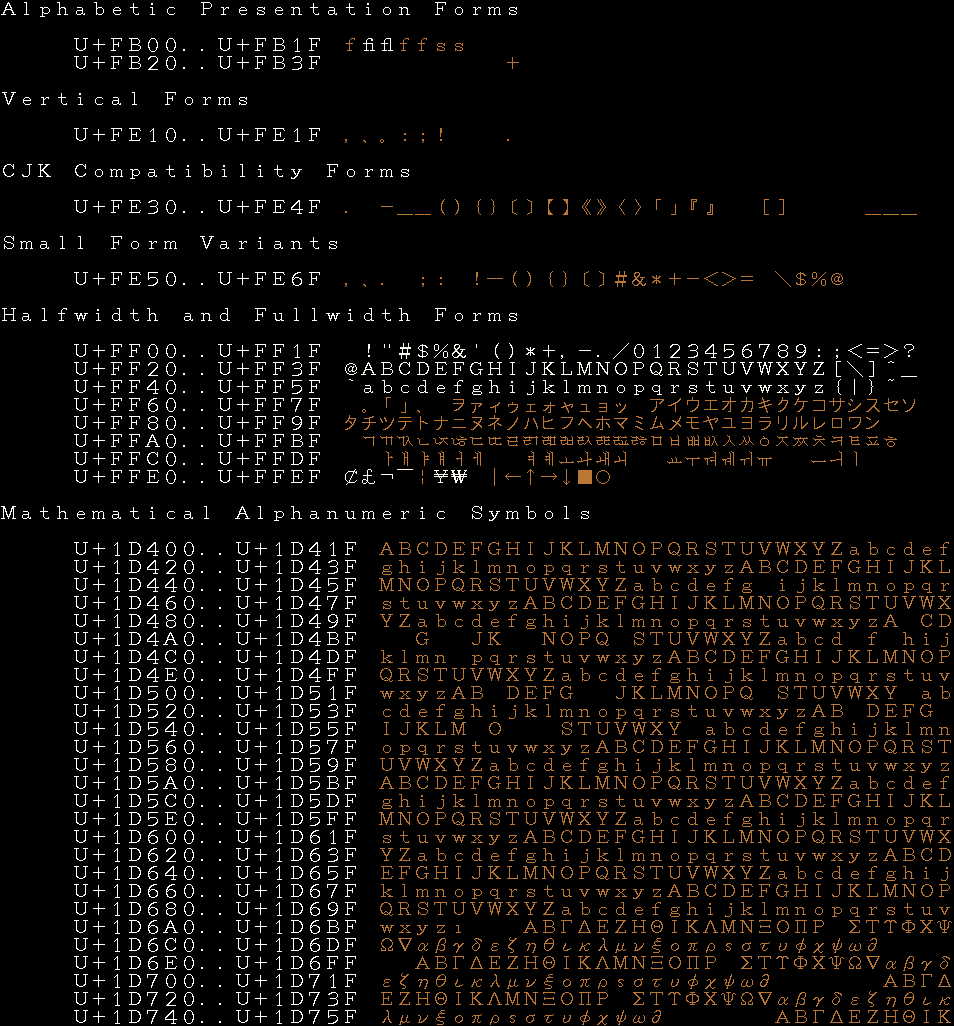 Alphabetic Presentation Forms
U+FB00..U+FB1F f fi fl f f s s
U+FB20..U+FB3F +
Vertical Forms
U+FE10..U+FE1F , 、 。 : ; ! .
CJK Compatibility Forms
U+FE30..U+FE4F . — _ _ ( ) { } 〔 〕 【 】 《 》 〈 〉 「 」 『 』 [ ] _ _ _
Small Form Variants
U+FE50..U+FE6F , 、 . ; : ! — ( ) { } 〔 〕 # & * + - < > = \ $ % @
Halfwidth and Fullwidth Forms
U+FF00..U+FF1F !"#$%&'()*+,-./0123456789:;<=>?
U+FF20..U+FF3F @ABCDEFGHIJKLMNOPQRSTUVWXYZ[\]^_
U+FF40..U+FF5F `abcdefghijklmnopqrstuvwxyz{|}~
U+FF60..U+FF7F 。「」、 ヲァィゥェォャュョッ アイウエオカキクケコサシスセソ
U+FF80..U+FF9F タチツテトナニヌネノハヒフヘホマミムメモヤユヨラリルレロワン
U+FFA0..U+FFBF
U+FFC0..U+FFDF
U+FFE0..U+FFEF ¢£¬¯¦¥₩ |←↑→↓■○
Mathematical Alphanumeric Symbols
U+1D400..U+1D41F ABCDEFGHIJKLMNOPQRSTUVWXYZabcdef
U+1D420..U+1D43F ghijklmnopqrstuvwxyzABCDEFGHIJKL
U+1D440..U+1D45F MNOPQRSTUVWXYZabcdefg ijklmnopqr
U+1D460..U+1D47F stuvwxyzABCDEFGHIJKLMNOPQRSTUVWX
U+1D480..U+1D49F YZabcdefghijklmnopqrstuvwxyzA CD
U+1D4A0..U+1D4BF G JK NOPQ STUVWXYZabcd f hij
U+1D4C0..U+1D4DF klmn pqrstuvwxyzABCDEFGHIJKLMNOP
U+1D4E0..U+1D4FF QRSTUVWXYZabcdefghijklmnopqrstuv
U+1D500..U+1D51F wxyzAB DEFG JKLMNOPQ STUVWXY ab
U+1D520..U+1D53F cdefghijklmnopqrstuvwxyzAB DEFG
U+1D540..U+1D55F IJKLM O STUVWXY abcdefghijklmn
U+1D560..U+1D57F opqrstuvwxyzABCDEFGHIJKLMNOPQRST
U+1D580..U+1D59F UVWXYZabcdefghijklmnopqrstuvwxyz
U+1D5A0..U+1D5BF ABCDEFGHIJKLMNOPQRSTUVWXYZabcdef
U+1D5C0..U+1D5DF ghijklmnopqrstuvwxyzABCDEFGHIJKL
U+1D5E0..U+1D5FF MNOPQRSTUVWXYZabcdefghijklmnopqr
U+1D600..U+1D61F stuvwxyzABCDEFGHIJKLMNOPQRSTUVWX
U+1D620..U+1D63F YZabcdefghijklmnopqrstuvwxyzABCD
U+1D640..U+1D65F EFGHIJKLMNOPQRSTUVWXYZabcdefghij
U+1D660..U+1D67F klmnopqrstuvwxyzABCDEFGHIJKLMNOP
U+1D680..U+1D69F QRSTUVWXYZabcdefghijklmnopqrstuv
U+1D6A0..U+1D6BF wxyzı ΑΒΓΔΕΖΗΘΙΚΛΜΝΞΟΠΡ ΣΤΥΦΧΨ
U+1D6C0..U+1D6DF Ω∇αβγδεζηθικλμνξοπρςστυφχψω∂
U+1D6E0..U+1D6FF ΑΒΓΔΕΖΗΘΙΚΛΜΝΞΟΠΡ ΣΤΥΦΧΨΩ∇αβγδ
U+1D700..U+1D71F εζηθικλμνξοπρςστυφχψω∂ ΑΒΓΔ
U+1D720..U+1D73F ΕΖΗΘΙΚΛΜΝΞΟΠΡ ΣΤΥΦΧΨΩ∇αβγδεζηθικ
U+1D740..U+1D75F λμνξοπρςστυφχψω∂ ΑΒΓΔΕΖΗΘΙΚ